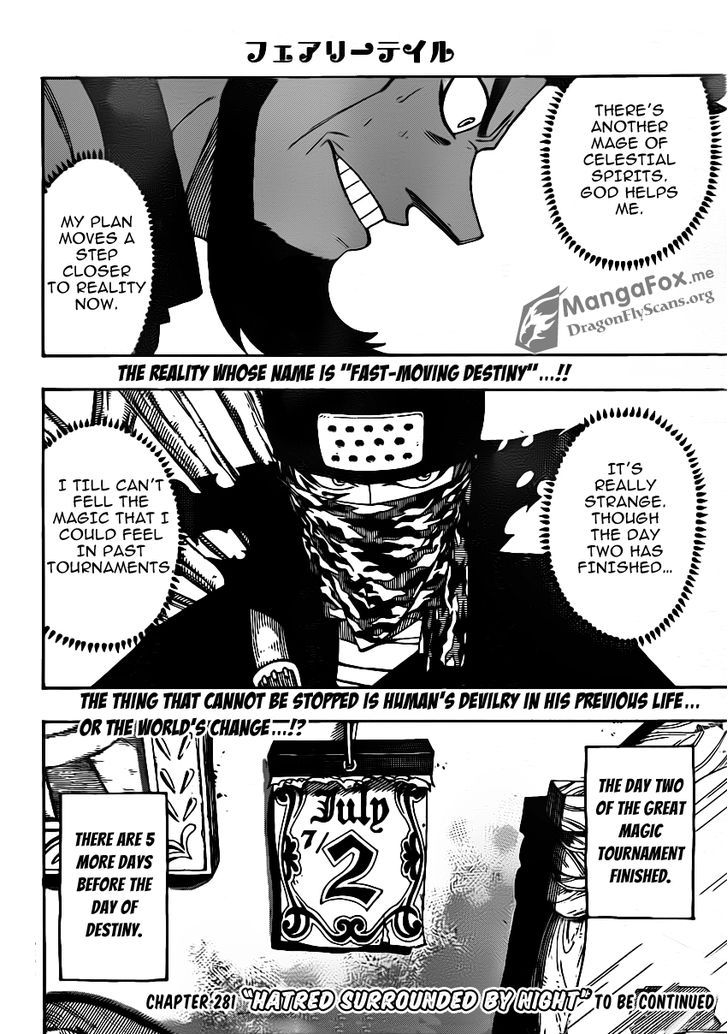 フェアリーテイル
THERE'S
ANOTHER
MAGE OF
CELESTIAL
SPIRITS.
GOD HELPS
ME.
MY PLAN
MOVES A
STEP
CLOSER
TO REALITY
NOW.
MangaFox.me
DragonFlyScans.org
THE REALITY WHOSE NAME IS "FAST-MOVING DESTINY"...!!
IT'S
REALLY
STRANGE.
THOUGH
THE DAY
TWO HAS
FINISHED...
I TILL CAN'T
FELL THE
MAGIC THAT I
COULD FEEL
IN PAST
TOURNAMENTS.
THE THING THAT CANNOT BE STOPPED IS HUMAN'S DEVILRY IN HIS PREVIOUS LIFE...
OR THE WORLD'S CHANGE...!?
THE DAY TWO
OF THE GREAT
MAGIC
TOURNAMENT
FINISHED.
July
7/2
THERE ARE 5
MORE DAYS
BEFORE THE
DAY OF
DESTINY.
CHAPTER 281 "HATRED SURROUNDED BY NIGHT" TO BE CONTINUED